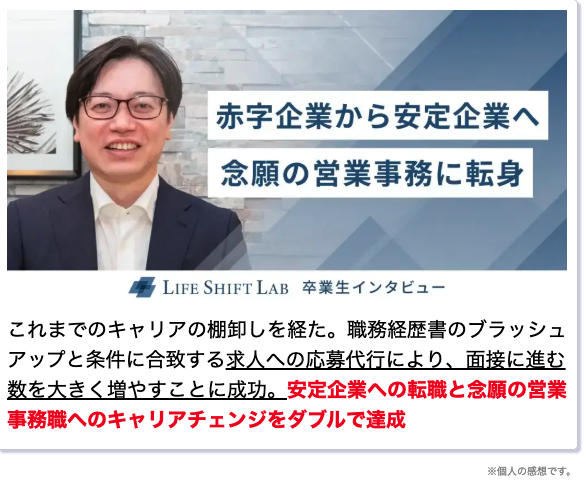 赤字企業から安定企業へ
念願の営業事務に転身
LIFE SHIFT LAB 卒業生インタビュー
これまでのキャリアの棚卸しを経た。職務経歴書のブラッシュ
アップと条件に合致する求人への応募代行により、面接に進む
数を大きく増やすことに成功。安定企業への転職と念願の営業
事務職へのキャリアチェンジをダブルで達成
※個人の感想です。